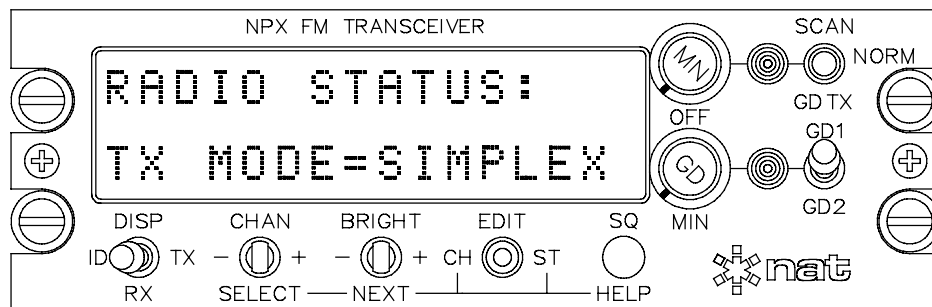 NPX FM TRANSCEIVER
SCAN
RADIO STATUS:
TX MODE=SIMPLEX
MN
OFF
NORM
GD TX
GD1
GD
MIN
GD2
DISP CHAN BRIGHT EDIT SQ
ID TX - + - + CH ST
RX SELECT NEXT HELP
nat